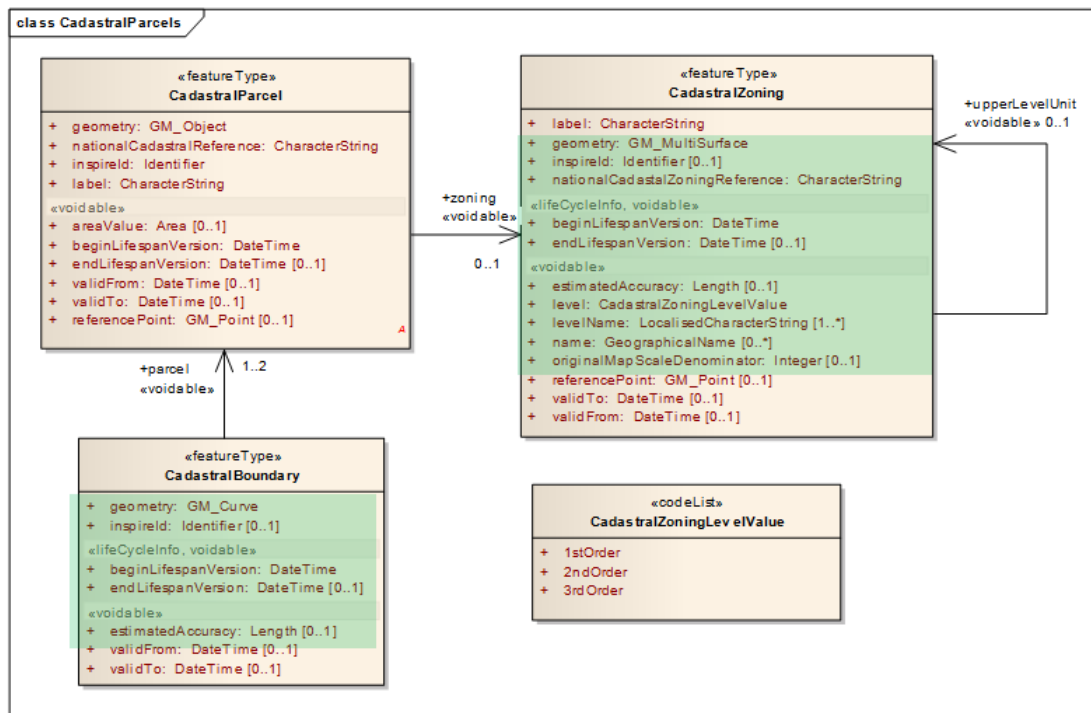 class CadastralParcels
«featureType»
CadastralParcel
+ geometry: GM_Object
+ nationalCadastralReference: CharacterString
+ inspireId: Identifier
+ label: CharacterString
«voidable»
+ areaValue: Area [0..1]
+ beginLifespanVersion: DateTime
+ endLifespanVersion: DateTime [0..1]
+ validFrom: DateTime [0..1]
+ validTo: DateTime [0..1]
+ referencePoint: GM_Point [0..1]
A
+zoning
«voidable»
0..1
«featureType»
CadastralZoning
+ label: CharacterString
+ geometry: GM_MultiSurface
+ inspireId: Identifier [0..1]
+ nationalCadastalZoningReference: CharacterString
«lifeCycleInfo, voidable»
+ beginLifespanVersion: DateTime
+ endLifespanVersion: DateTime [0..1]
«voidable»
+ estimatedAccuracy: Length [0..1]
+ level: CadastralZoningLevelValue
+ levelName: LocalisedCharacterString [1..*]
+ name: GeographicalName [0..*]
+ originalMapScaleDenominator: Integer [0..1]
+ referencePoint: GM_Point [0..1]
+ validTo: DateTime [0..1]
+ validFrom: DateTime [0..1]
+upperLevelUnit
«voidable» 0..1
+parcel 1..2
«voidable»
«featureType»
CadastralBoundary
+ geometry: GM_Curve
+ inspireId: Identifier [0..1]
«lifeCycleInfo, voidable»
+ beginLifespanVersion: DateTime
+ endLifespanVersion: DateTime [0..1]
«voidable»
+ estimatedAccuracy: Length [0..1]
+ validFrom: DateTime [0..1]
+ validTo: DateTime [0..1]
«codeList»
CadastralZoningLevelValue
+ 1stOrder
+ 2ndOrder
+ 3rdOrder